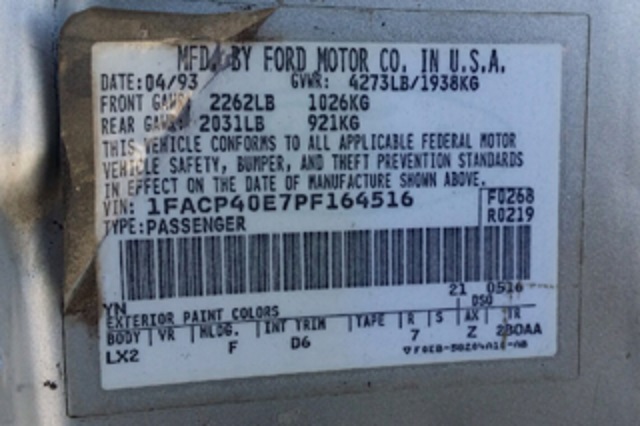 MFD. BY FORD MOTOR CO. IN U.S.A.
DATE: 04/93 GVWR: 4273LB/1938KG
FRONT GAWR: 2262LB 1026KG
REAR GAWR: 2031LB 921KG
THIS VEHICLE CONFORMS TO ALL APPLICABLE FEDERAL MOTOR
VEHICLE SAFETY, BUMPER, AND THEFT PREVENTION STANDARDS
IN EFFECT ON THE DATE OF MANUFACTURE SHOWN ABOVE.
VIN: 1FACP40E7PF164516 F0268
TYPE: PASSENGER R0219
21 0516
YN DSO
EXTERIOR PAINT COLORS
BODY VR MLDG. INT TRIM TAPE R S AX TR
LX2 F D6 7 Z 2B0AA